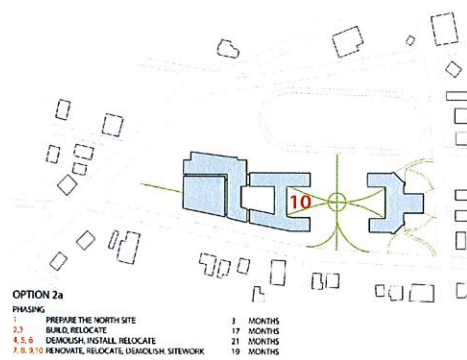 10
OPTION 2a
PHASING
1 PREPARE THE NORTH SITE 3 MONTHS
2,3 BUILD, RELOCATE 17 MONTHS
4, 5, 6 DEMOLISH, INSTALL, RELOCATE 21 MONTHS
7, 8, 9,10 RENOVATE, RELOCATE, DEMOLISH, SITEWORK 19 MONTHS